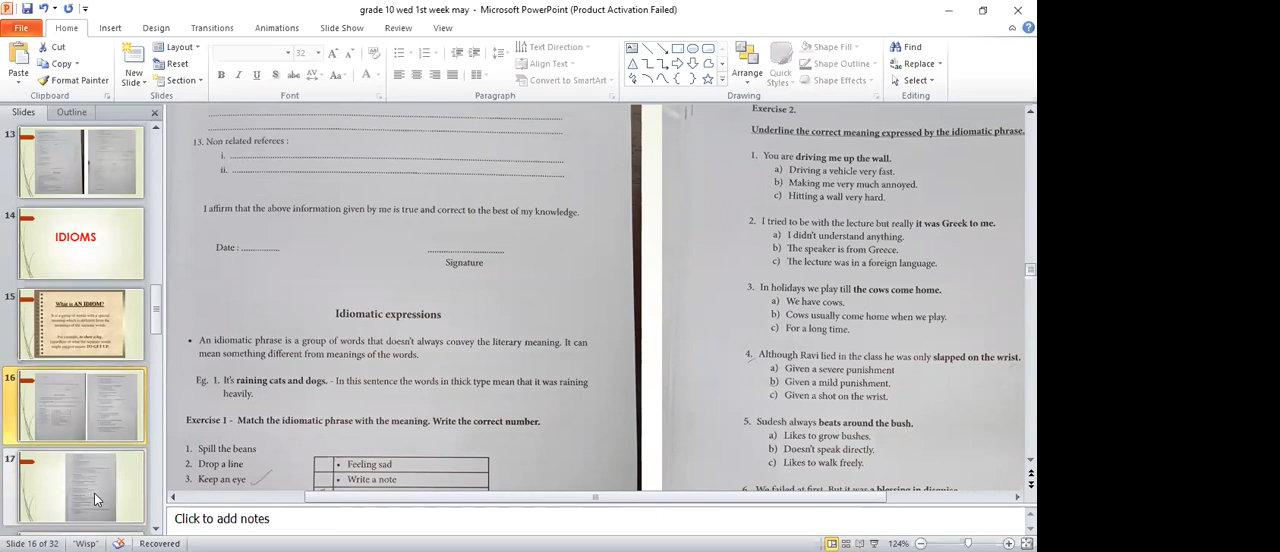 grade 10 wed 1st week may - Microsoft PowerPoint (Product Activation Failed)
File Home Insert Design Transitions Animations Slide Show Review View
Cut
Copy
Format Painter
Paste
Clipboard
New
Slide
Layout
Reset
Section
Slides
32
Font
Text Direction
Align Text
Convert to SmartArt
Paragraph
Arrange
Quick
Styles
Shape Fill
Shape Outline
Shape Effects
Drawing
Find
Replace
Select
Editing
Slides Outline
13
14
IDIOMS
15
What is AN IDIOM?
16
17
13. Non related referees :
i.
ii.
I affirm that the above information given by me is true and correct to the best of my knowledge.
Date :
Signature
Idiomatic expressions
• An idiomatic phrase is a group of words that doesn't always convey the literary meaning. It can
mean something different from meanings of the words.
Eg. 1. It's raining cats and dogs. - In this sentence the words in thick type mean that it was raining
heavily.
Exercise 1 - Match the idiomatic phrase with the meaning. Write the correct number.
1. Spill the beans
2. Drop a line
3. Keep an eye
• Feeling sad
• Write a note
Exercise 2.
Underline the correct meaning expressed by the idiomatic phrase.
1. You are driving me up the wall.
a) Driving a vehicle very fast.
b) Making me very much annoyed.
c) Hitting a wall very hard.
2. I tried to be with the lecture but really it was Greek to me.
a) I didn't understand anything.
b) The speaker is from Greece.
c) The lecture was in a foreign language.
3. In holidays we play till the cows come home.
a) We have cows.
b) Cows usually come home when we play.
c) For a long time.
4. Although Ravi lied in the class he was only slapped on the wrist.
a) Given a severe punishment
b) Given a mild punishment.
c) Given a shot on the wrist.
5. Sudesh always beats around the bush.
a) Likes to grow bushes.
b) Doesn't speak directly.
c) Likes to walk freely.
6. We failed at first. But it was a blessing in disguise.
Click to add notes
Slide 16 of 32 "Wisp" Recovered 124%